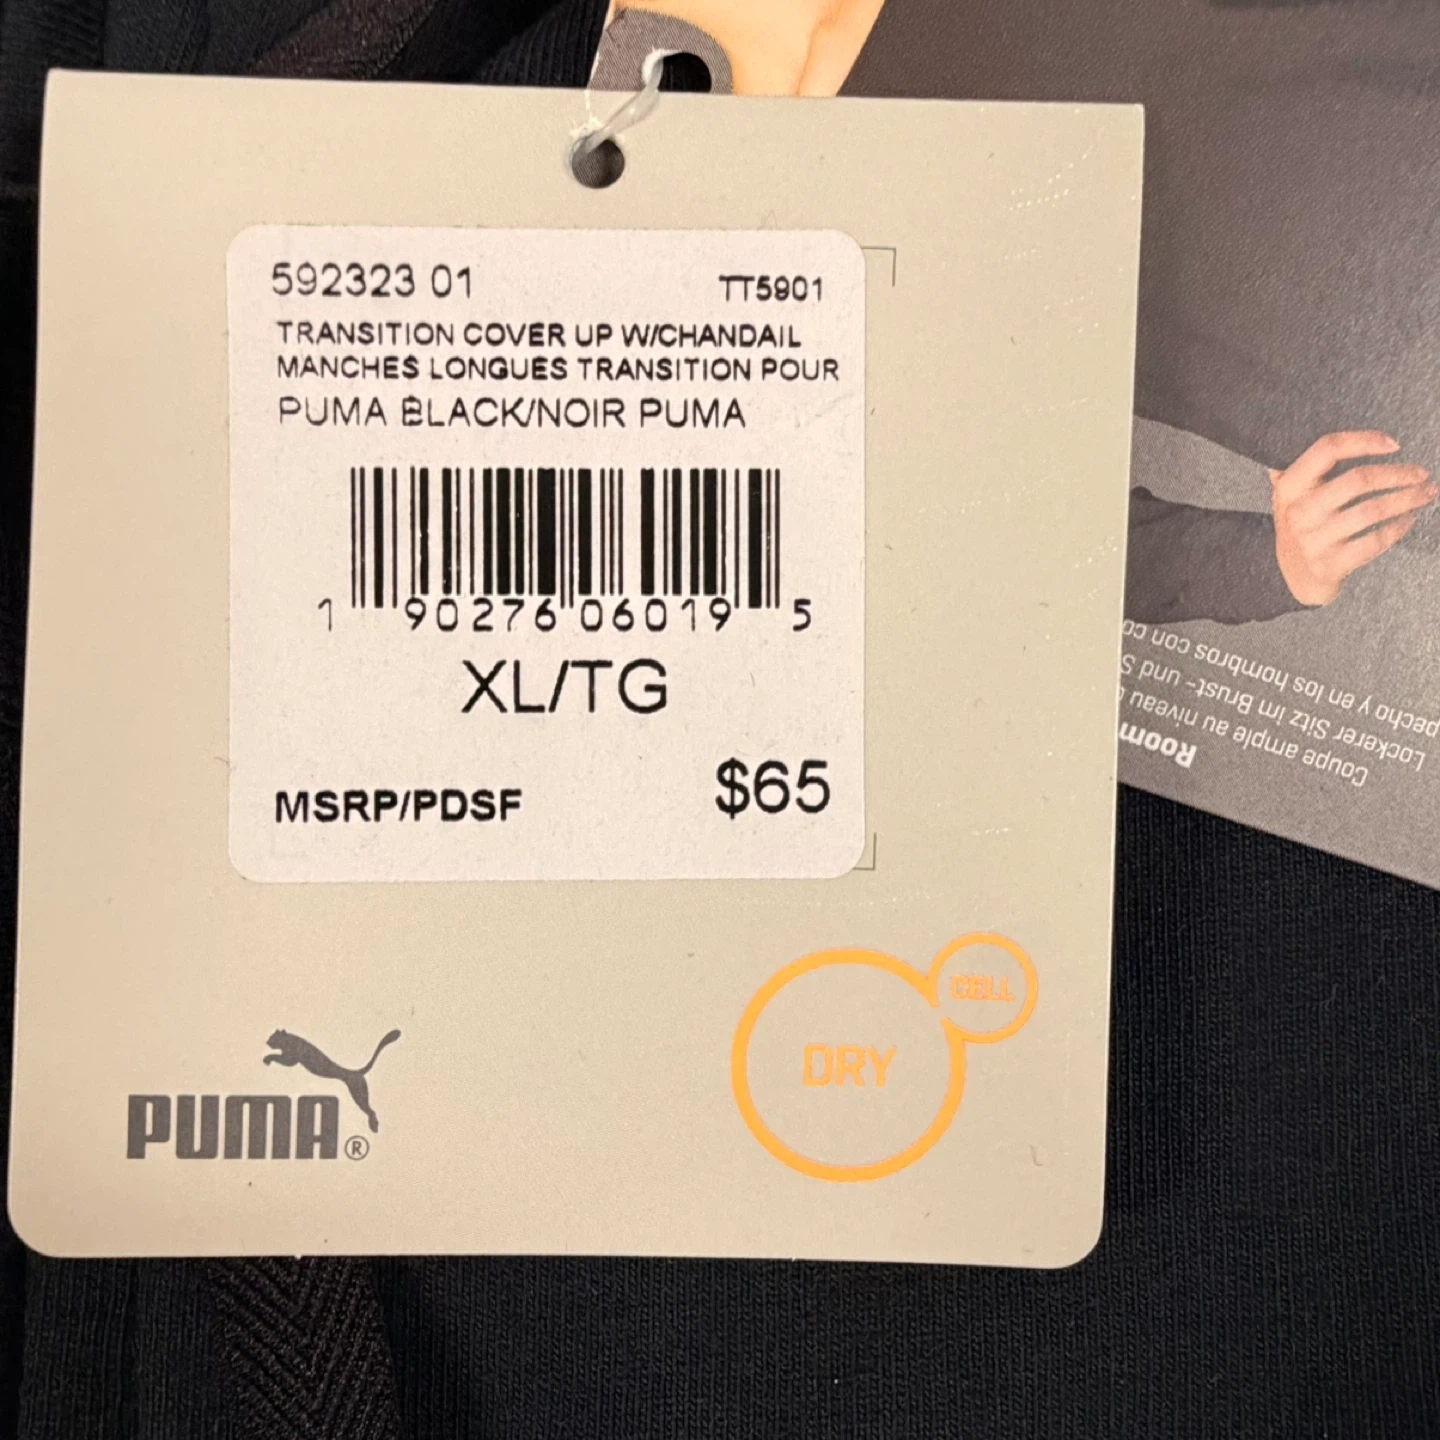 592323 01 TT5901
TRANSITION COVER UP W/CHANDAIL
MANCHES LONGUES TRANSITION POUR
PUMA BLACK/NOIR PUMA
1 90276 06019 5
XL/TG
MSRP/PDSF $65
PUMA®
DRY
CELL
Room
Coupe ample au niveau
Lockerer Sitz im Brust- und S
pecho y en los hombros con co